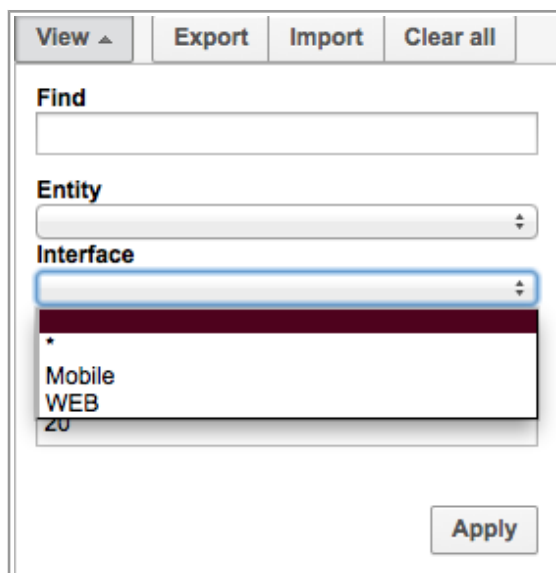 View ▲ Export Import Clear all
Find
Entity
Interface
*
Mobile
WEB
20
Apply